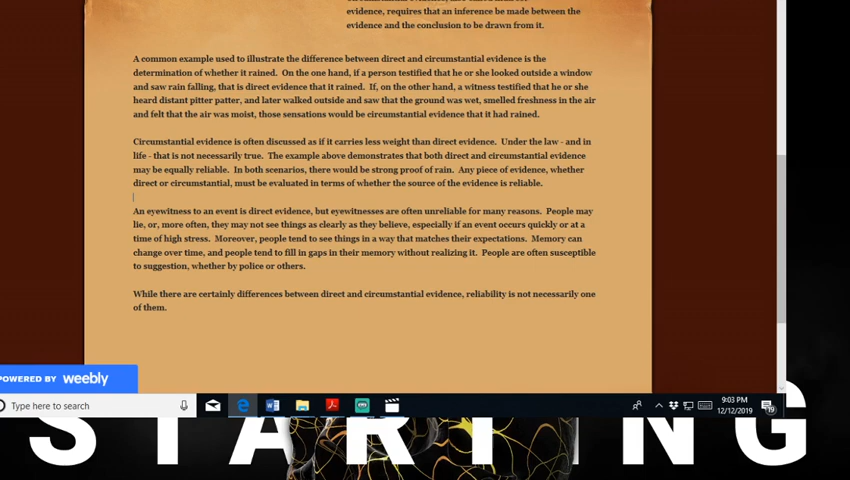 evidence, requires that an inference be made between the
evidence and the conclusion to be drawn from it.
A common example used to illustrate the difference between direct and circumstantial evidence is the
determination of whether it rained. On the one hand, if a person testified that he or she looked outside a window
and saw rain falling, that is direct evidence that it rained. If, on the other hand, a witness testified that he or she
heard distant pitter patter, and later walked outside and saw that the ground was wet, smelled freshness in the air
and felt that the air was moist, those sensations would be circumstantial evidence that it had rained.
Circumstantial evidence is often discussed as if it carries less weight than direct evidence. Under the law - and in
life - that is not necessarily true. The example above demonstrates that both direct and circumstantial evidence
may be equally reliable. In both scenarios, there would be strong proof of rain. Any piece of evidence, whether
direct or circumstantial, must be evaluated in terms of whether the source of the evidence is reliable.
An eyewitness to an event is direct evidence, but eyewitnesses are often unreliable for many reasons. People may
lie, or, more often, they may not see things as clearly as they believe, especially if an event occurs quickly or at a
time of high stress. Moreover, people tend to see things in a way that matches their expectations. Memory can
change over time, and people tend to fill in gaps in their memory without realizing it. People are often susceptible
to suggestion, whether by police or others.
While there are certainly differences between direct and circumstantial evidence, reliability is not necessarily one
of them.
POWERED BY weebly
Type here to search
9:03 PM
12/12/2019
19
STARTING